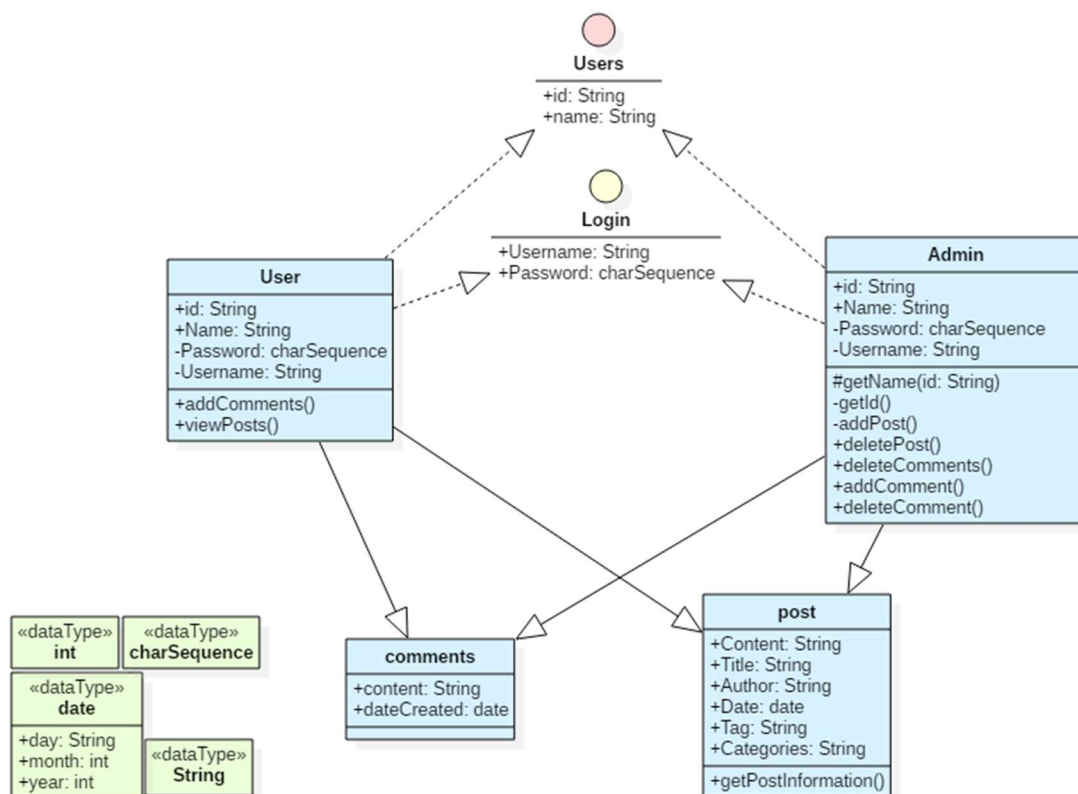 Users
+id: String
+name: String
Login
+Username: String
+Password: charSequence
User
+id: String
+Name: String
-Password: charSequence
-Username: String
+addComments()
+viewPosts()
Admin
+id: String
+Name: String
-Password: charSequence
-Username: String
#getName(id: String)
-getId()
-addPost()
+deletePost()
+deleteComments()
+addComment()
+deleteComment()
«dataType»
int
«dataType»
charSequence
«dataType»
date
+day: String
+month: int
+year: int
«dataType»
String
comments
+content: String
+dateCreated: date
post
+Content: String
+Title: String
+Author: String
+Date: date
+Tag: String
+Categories: String
+getPostInformation()